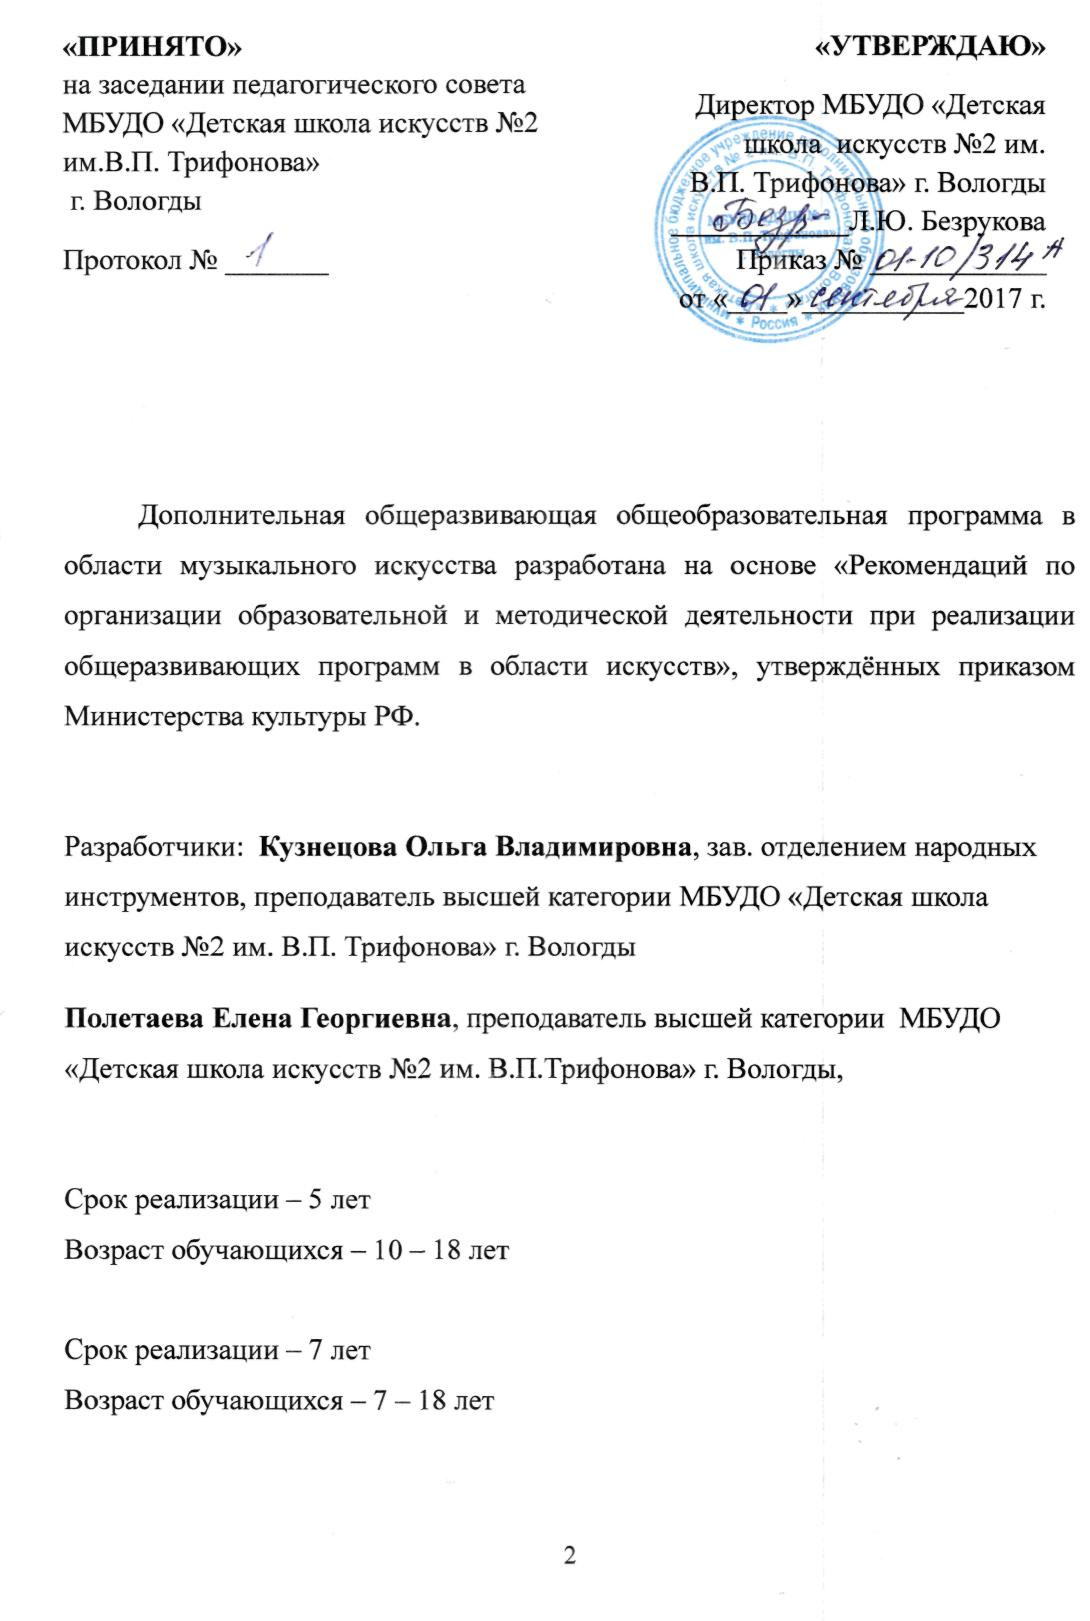 «ПРИНЯТО»
на заседании педагогического совета
МБУДО «Детская школа искусств №2
им.В.П. Трифонова»
г. Вологды
Протокол № 1
«УТВЕРЖДАЮ»
Директор МБУДО «Детская
школа искусств №2 им.
В.П. Трифонова» г. Вологды
Л.Ю. Безрукова
Приказ № 01-10/314 А
от «01» сентября 2017 г.
муниципальное бюджетное учреждение дополнительного образования
* Россия *
Дополнительная общеразвивающая общеобразовательная программа в
области музыкального искусства разработана на основе «Рекомендаций по
организации образовательной и методической деятельности при реализации
общеразвивающих программ в области искусств», утверждённых приказом
Министерства культуры РФ.
Разработчики: Кузнецова Ольга Владимировна, зав. отделением народных
инструментов, преподаватель высшей категории МБУДО «Детская школа
искусств №2 им. В.П. Трифонова» г. Вологды
Полетаева Елена Георгиевна, преподаватель высшей категории МБУДО
«Детская школа искусств №2 им. В.П.Трифонова» г. Вологды,
Срок реализации – 5 лет
Возраст обучающихся – 10 – 18 лет
Срок реализации – 7 лет
Возраст обучающихся – 7 – 18 лет
2